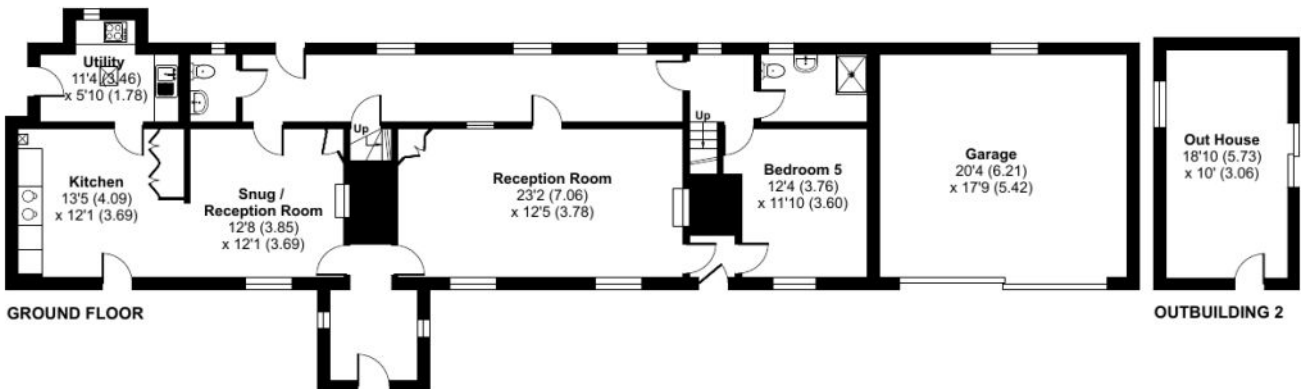 Utility
11'4 (3.46)
x 5'10 (1.78)
Kitchen
13'5 (4.09)
x 12'1 (3.69)
Snug /
Reception Room
12'8 (3.85)
x 12'1 (3.69)
Up
Reception Room
23'2 (7.06)
x 12'5 (3.78)
Up
Bedroom 5
12'4 (3.76)
x 11'10 (3.60)
Garage
20'4 (6.21)
x 17'9 (5.42)
Out House
18'10 (5.73)
x 10' (3.06)
GROUND FLOOR
OUTBUILDING 2